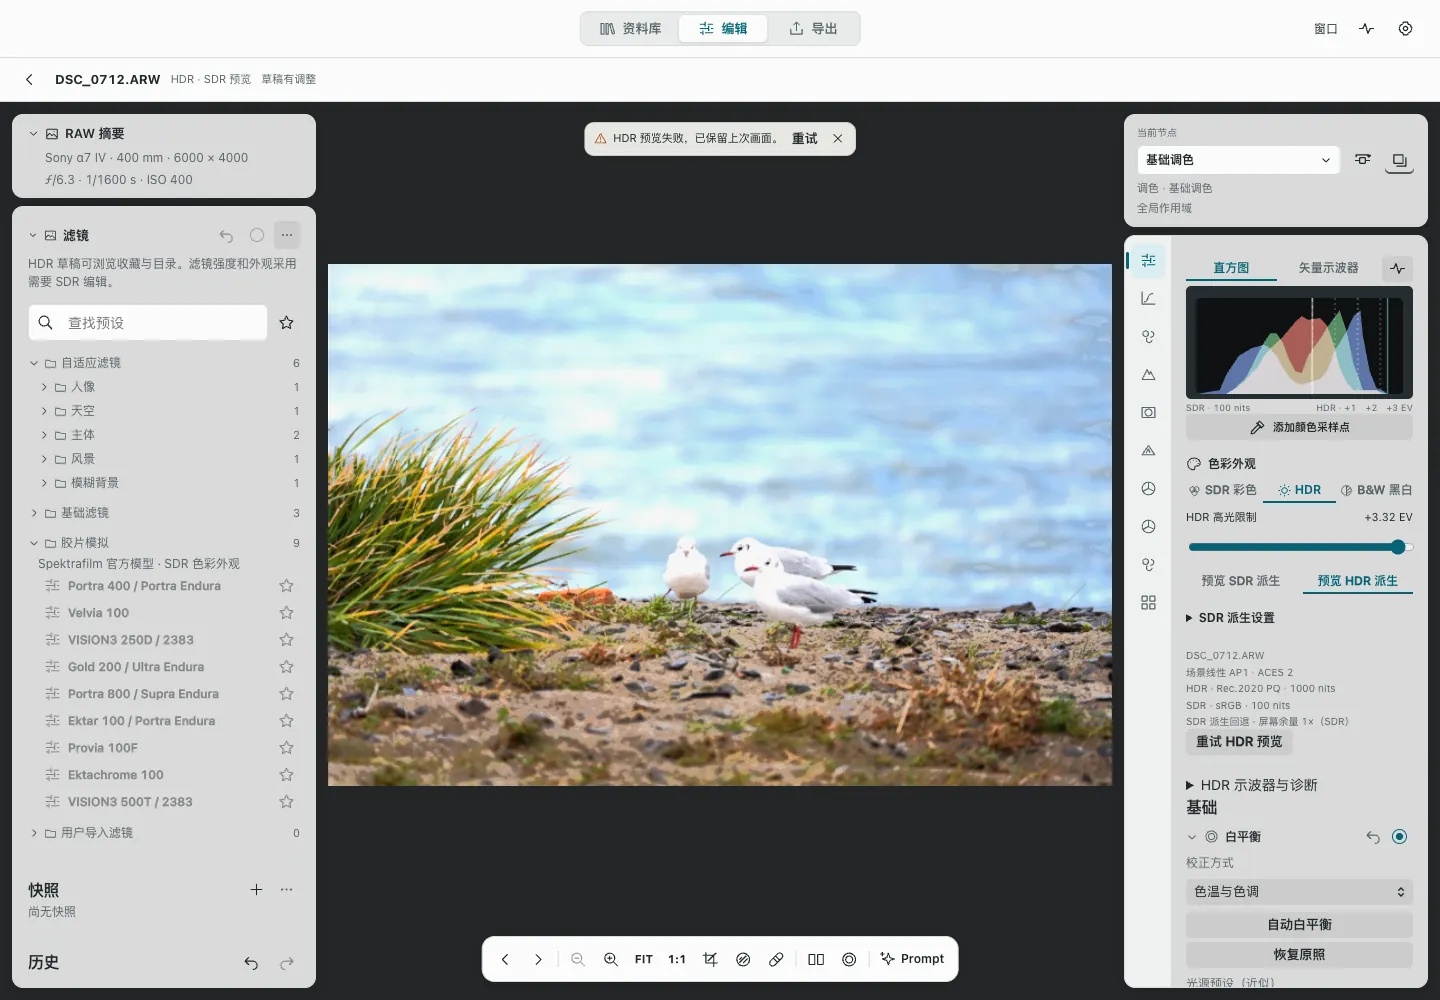 资料库
编辑
导出
窗口
DSC_0712.ARW
HDR · SDR 预览
草稿有调整
RAW 摘要
Sony α7 IV · 400 mm · 6000 × 4000
ƒ/6.3 · 1/1600 s · ISO 400
滤镜
HDR 草稿可浏览收藏与目录。滤镜强度和外观采用
需要 SDR 编辑。
查找预设
自适应滤镜 6
人像 1
天空 1
主体 2
风景 1
模糊背景 1
基础滤镜 3
胶片模拟 9
Spektrafilm 官方模型 · SDR 色彩外观
Portra 400 / Portra Endura
Velvia 100
VISION3 250D / 2383
Gold 200 / Ultra Endura
Portra 800 / Supra Endura
Ektar 100 / Portra Endura
Provia 100F
Ektachrome 100
VISION3 500T / 2383
用户导入滤镜 0
快照
尚无快照
历史
HDR 预览失败，已保留上次画面。 重试
FIT
1:1
Prompt
当前节点
基础调色
调色 · 基础调色
全局作用域
直方图
矢量示波器
SDR · 100 nits
HDR · +1 +2 +3 EV
添加颜色采样点
色彩外观
SDR 彩色
HDR
B&W 黑白
HDR 高光限制 +3.32 EV
预览 SDR 派生
预览 HDR 派生
SDR 派生设置
DSC_0712.ARW
场景线性 AP1 · ACES 2
HDR · Rec.2020 PQ · 1000 nits
SDR · sRGB · 100 nits
SDR 派生回退 · 屏幕余量 1×（SDR）
重试 HDR 预览
HDR 示波器与诊断
基础
白平衡
校正方式
色温与色调
自动白平衡
恢复原照
光源预设（近似）